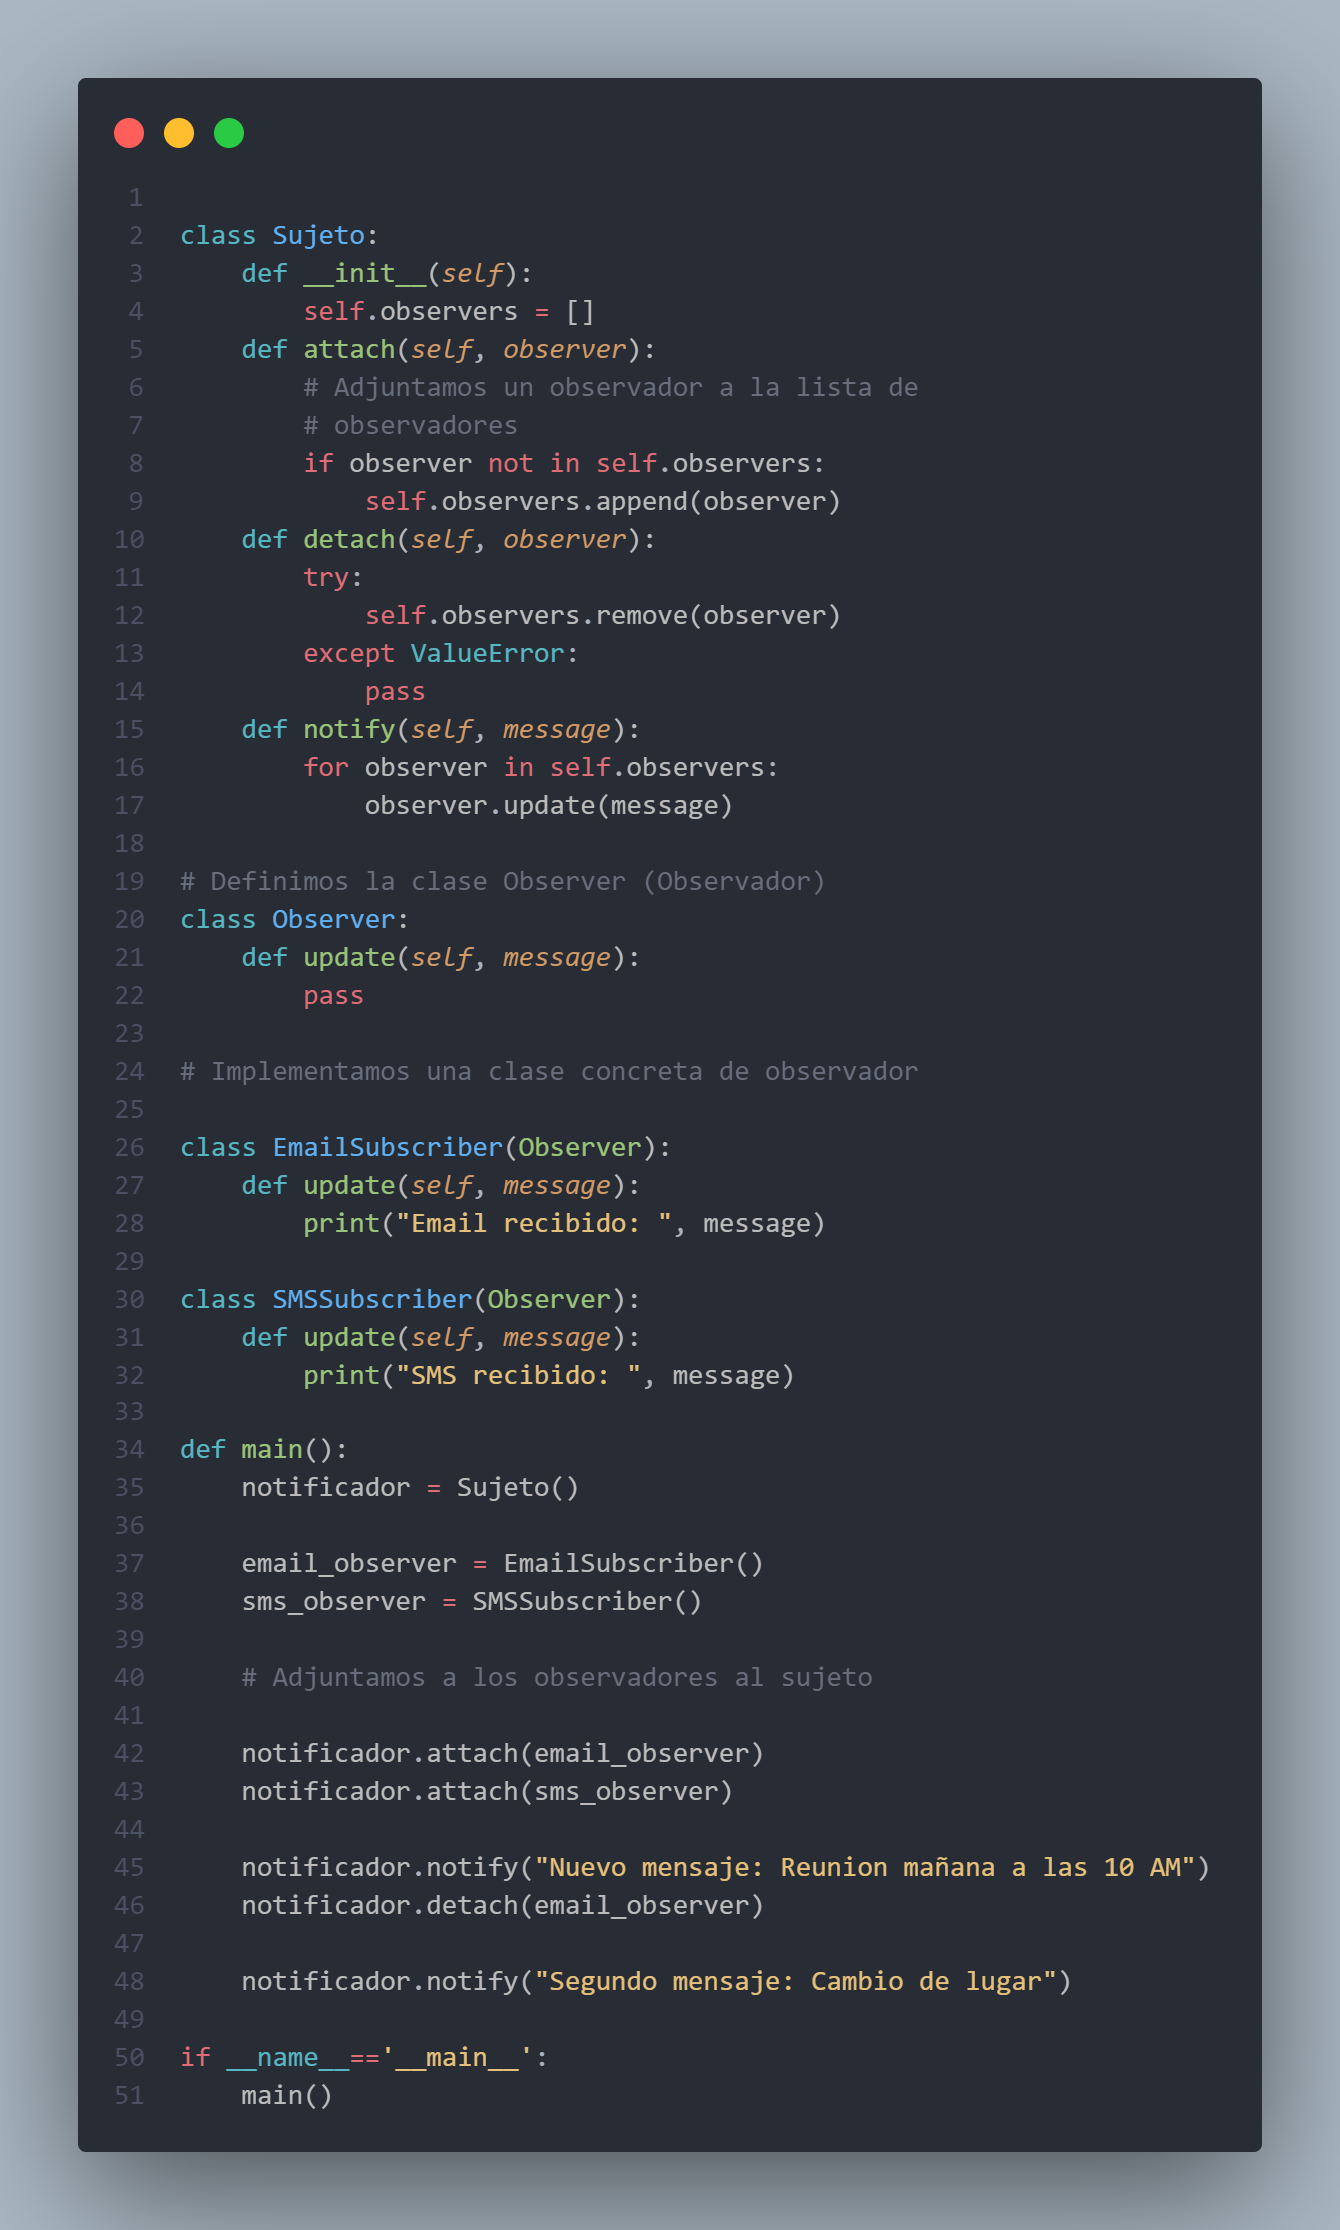 1
2 class Sujeto:
3     def __init__(self):
4         self.observers = []
5     def attach(self, observer):
6         # Adjuntamos un observador a la lista de
7         # observadores
8         if observer not in self.observers:
9             self.observers.append(observer)
10     def detach(self, observer):
11         try:
12             self.observers.remove(observer)
13         except ValueError:
14             pass
15     def notify(self, message):
16         for observer in self.observers:
17             observer.update(message)
18
19 # Definimos la clase Observer (Observador)
20 class Observer:
21     def update(self, message):
22         pass
23
24 # Implementamos una clase concreta de observador
25
26 class EmailSubscriber(Observer):
27     def update(self, message):
28         print("Email recibido: ", message)
29
30 class SMSSubscriber(Observer):
31     def update(self, message):
32         print("SMS recibido: ", message)
33
34 def main():
35     notificador = Sujeto()
36
37     email_observer = EmailSubscriber()
38     sms_observer = SMSSubscriber()
39
40     # Adjuntamos a los observadores al sujeto
41
42     notificador.attach(email_observer)
43     notificador.attach(sms_observer)
44
45     notificador.notify("Nuevo mensaje: Reunion mañana a las 10 AM")
46     notificador.detach(email_observer)
47
48     notificador.notify("Segundo mensaje: Cambio de lugar")
49
50 if __name__=='__main__':
51     main()